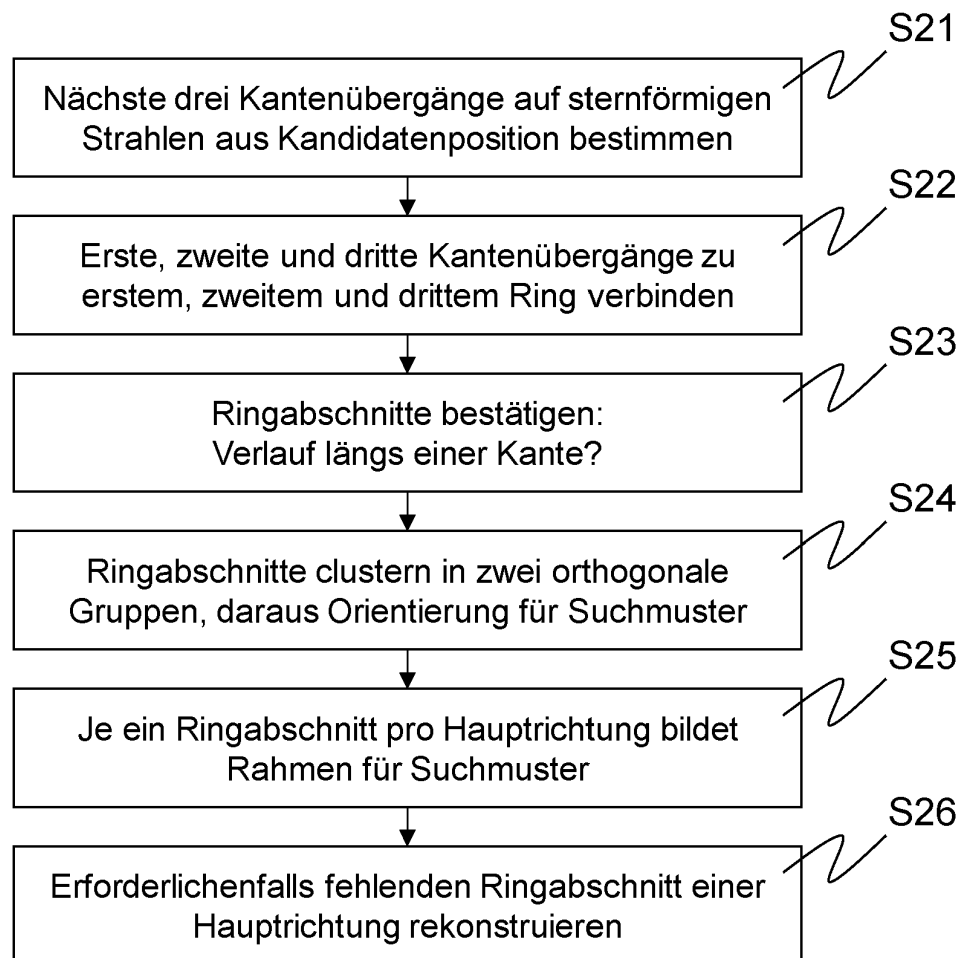 S21
Nächste drei Kantenübergänge auf sternförmigen
Strahlen aus Kandidatenposition bestimmen
S22
Erste, zweite und dritte Kantenübergänge zu
erstem, zweitem und drittem Ring verbinden
S23
Ringabschnitte bestätigen:
Verlauf längs einer Kante?
S24
Ringabschnitte clustern in zwei orthogonale
Gruppen, daraus Orientierung für Suchmuster
S25
Je ein Ringabschnitt pro Hauptrichtung bildet
Rahmen für Suchmuster
S26
Erforderlichenfalls fehlenden Ringabschnitt einer
Hauptrichtung rekonstruieren